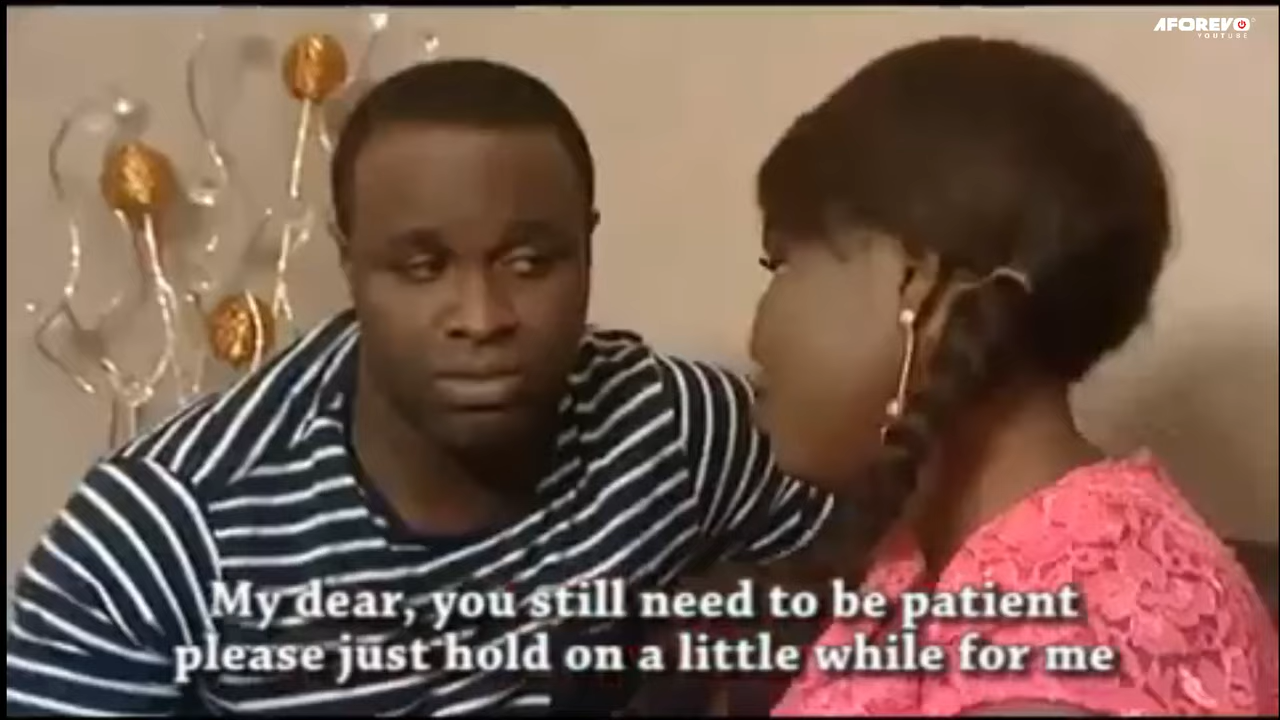 AFOREVO
YOUTUBE
My dear, you still need to be patient
please just hold on a little while for me